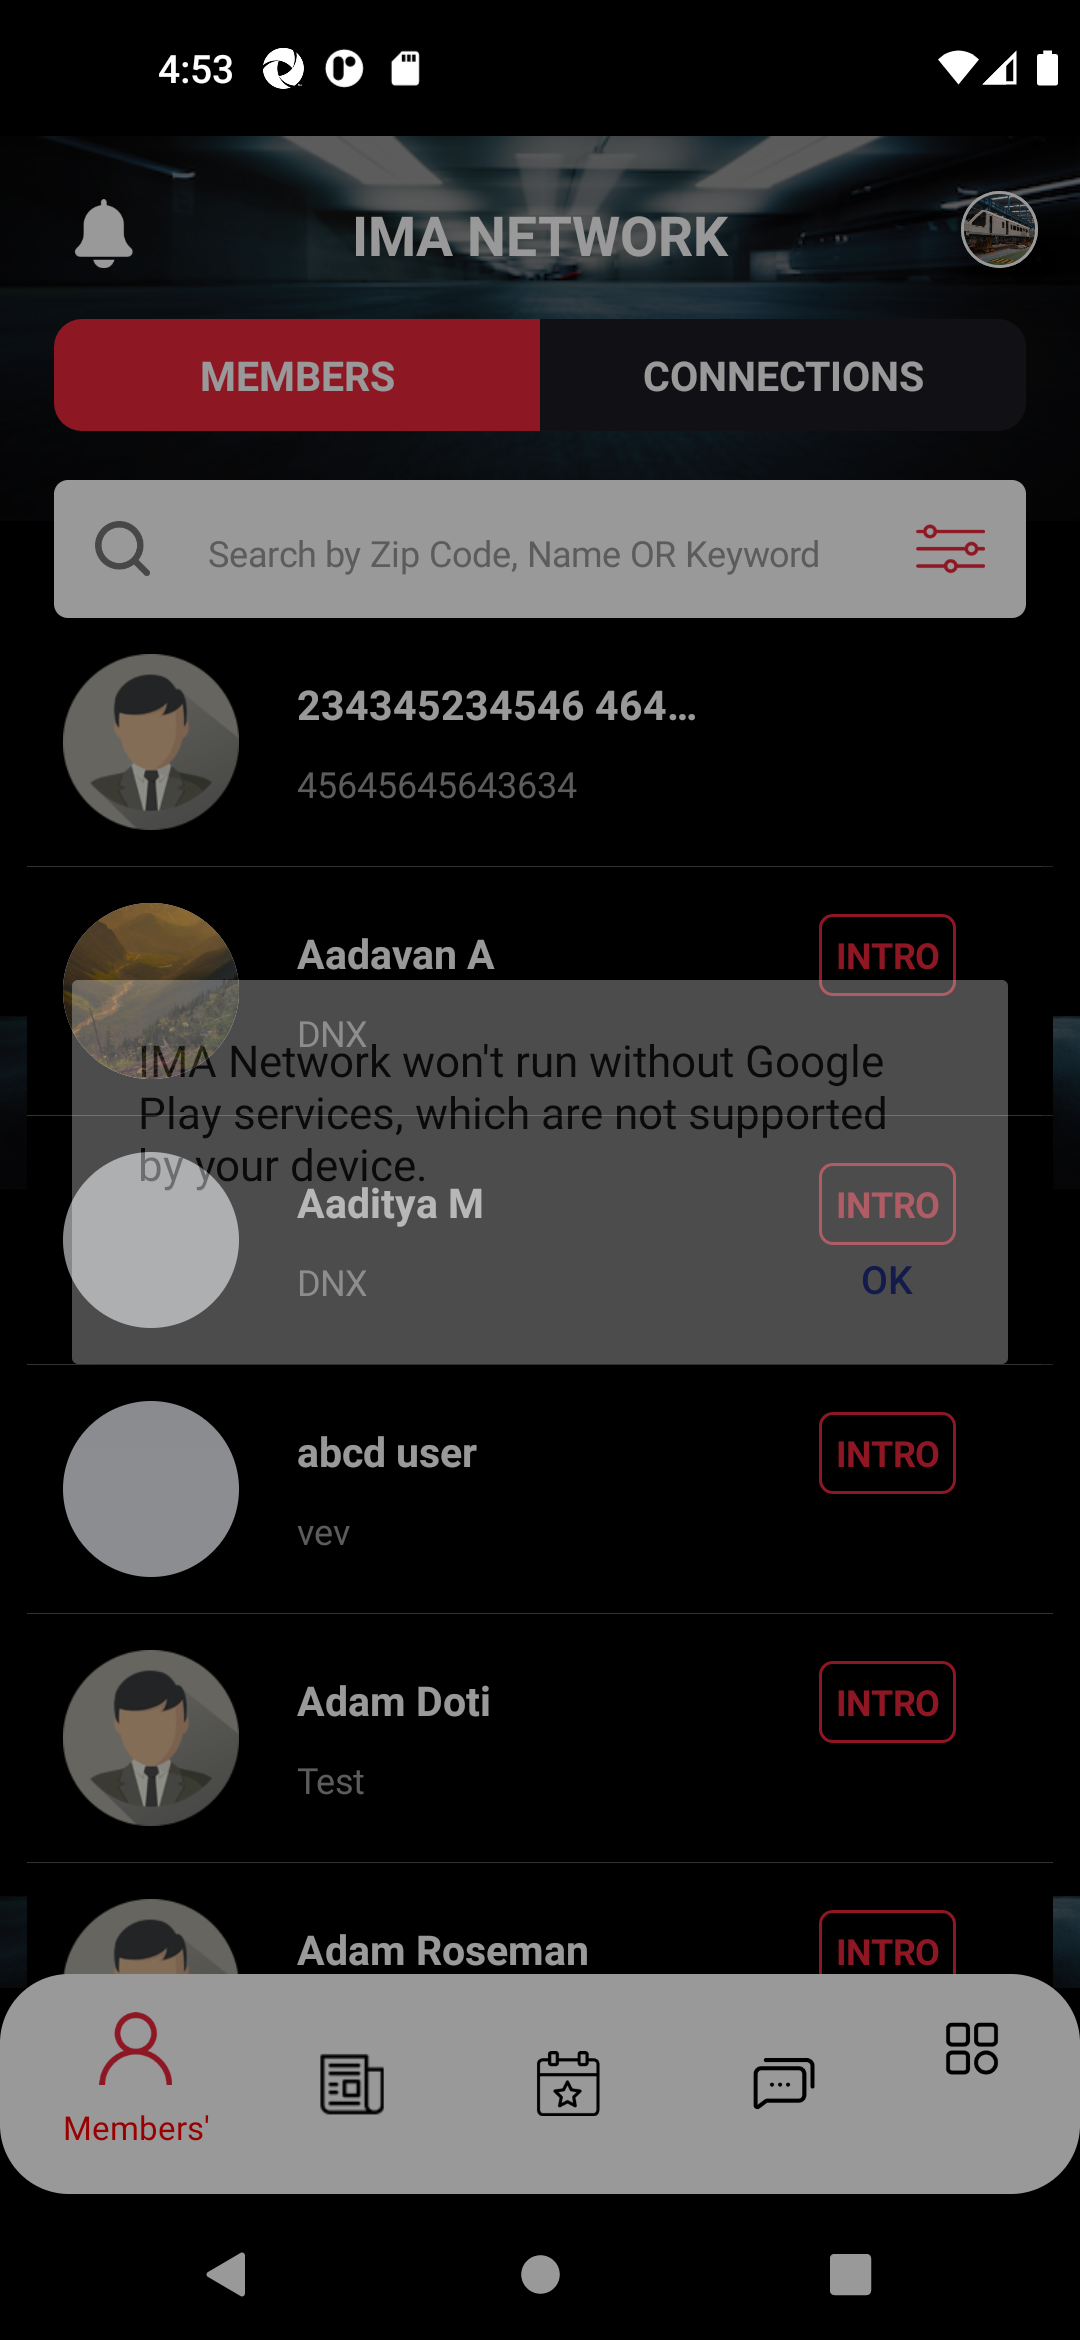 4:53
IMA NETWORK
MEMBERS
CONNECTIONS
Search by Zip Code, Name OR Keyword
234345234546 464...
45645645643634
Aadavan A
INTRO
DNX
IMA Network won't run without Google
Play services, which are not supported
by your device.
Aaditya M
INTRO
DNX
OK
abcd user
INTRO
vev
Adam Doti
INTRO
Test
Adam Roseman
INTRO
Members'